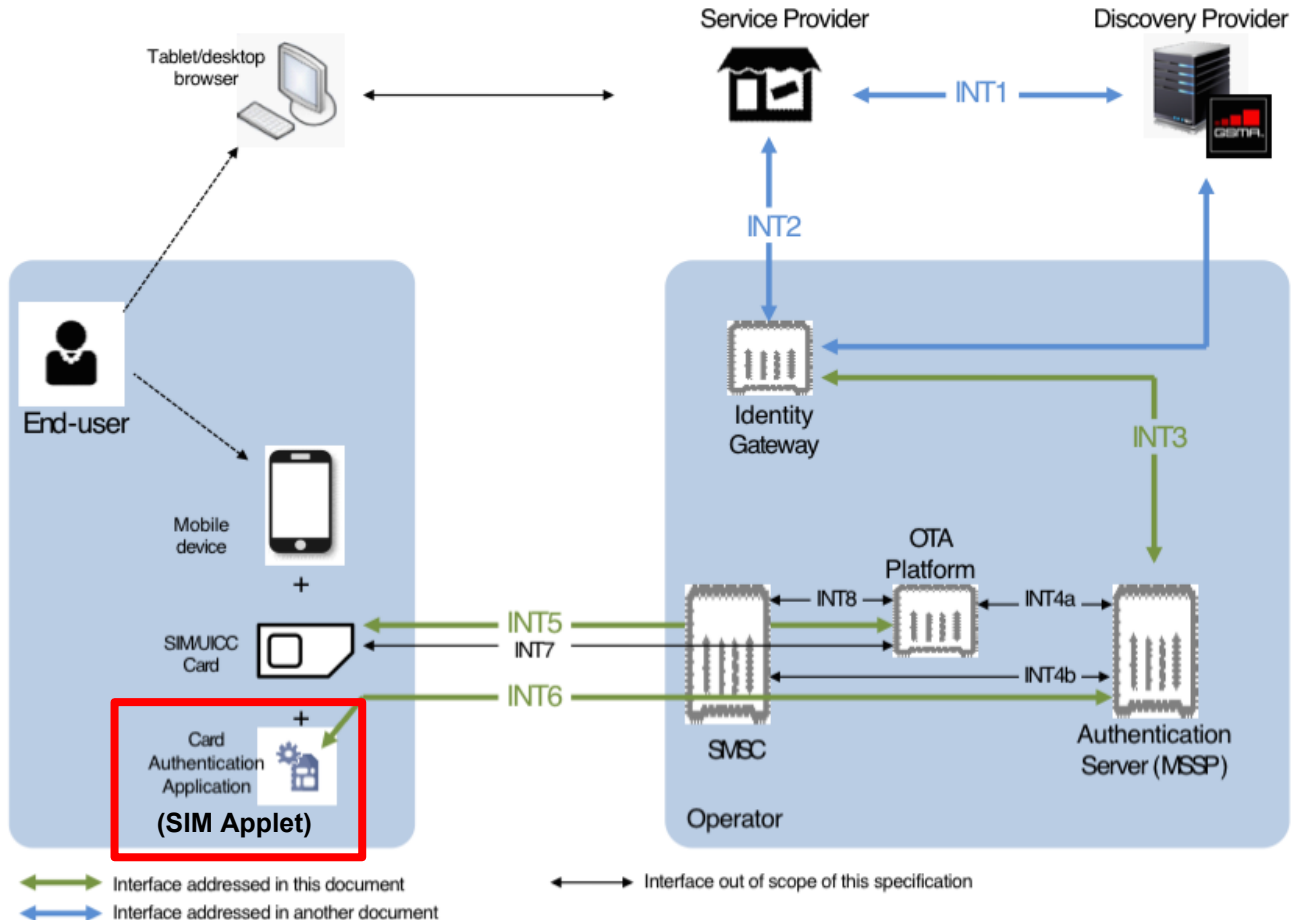 Service Provider
Discovery Provider
Tablet/desktop
browser
INT1
GSMA
INT2
End-user
Identity
Gateway
INT3
Mobile
device
+
OTA
Platform
INT8
INT4a
INT5
SIM/UICC
Card
INT7
INT4b
INT6
+
Card
Authentication
Application
(SIM Applet)
SMSC
Authentication
Server (MSSP)
Operator
Interface addressed in this document
Interface out of scope of this specification
Interface addressed in another document